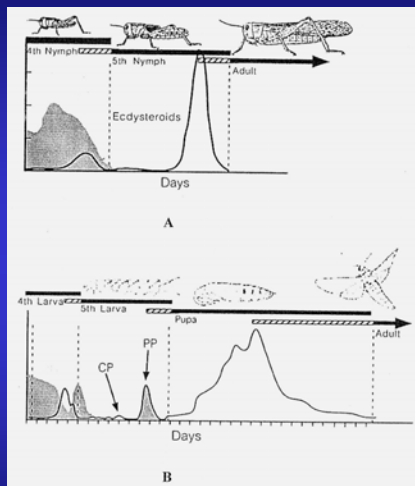 4th Nymph
5th Nymph
Adult
Ecdysteroids
Days
A
4th Larva
5th Larva
Pupa
Adult
CP
PP
Days
B